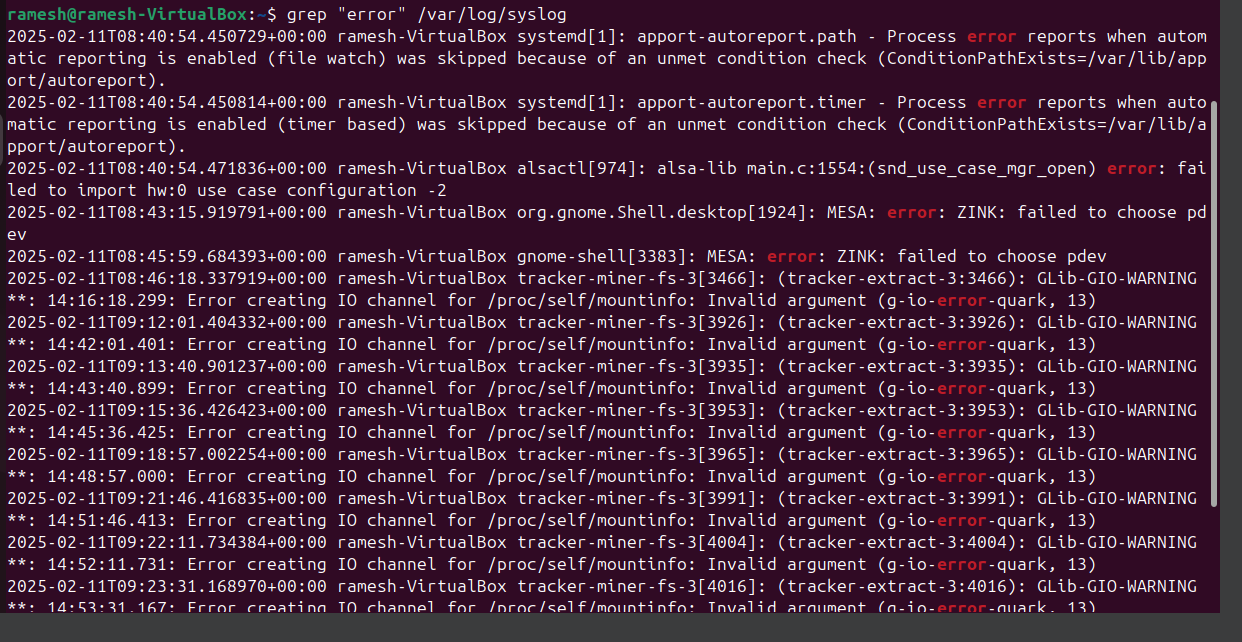 ramesh@ramesh-VirtualBox:~$ grep "error" /var/log/syslog
2025-02-11T08:40:54.450729+00:00 ramesh-VirtualBox systemd[1]: apport-autoreport.path - Process error reports when autom
atic reporting is enabled (file watch) was skipped because of an unmet condition check (ConditionPathExists=/var/lib/app
ort/autoreport).
2025-02-11T08:40:54.450814+00:00 ramesh-VirtualBox systemd[1]: apport-autoreport.timer - Process error reports when auto
matic reporting is enabled (timer based) was skipped because of an unmet condition check (ConditionPathExists=/var/lib/a
pport/autoreport).
2025-02-11T08:40:54.471836+00:00 ramesh-VirtualBox alsactl[974]: alsa-lib main.c:1554:(snd_use_case_mgr_open) error: fai
led to import hw:0 use case configuration -2
2025-02-11T08:43:15.919791+00:00 ramesh-VirtualBox org.gnome.Shell.desktop[1924]: MESA: error: ZINK: failed to choose pd
ev
2025-02-11T08:45:59.684393+00:00 ramesh-VirtualBox gnome-shell[3383]: MESA: error: ZINK: failed to choose pdev
2025-02-11T08:46:18.337919+00:00 ramesh-VirtualBox tracker-miner-fs-3[3466]: (tracker-extract-3:3466): GLib-GIO-WARNING
**: 14:16:18.299: Error creating IO channel for /proc/self/mountinfo: Invalid argument (g-io-error-quark, 13)
2025-02-11T09:12:01.404332+00:00 ramesh-VirtualBox tracker-miner-fs-3[3926]: (tracker-extract-3:3926): GLib-GIO-WARNING
**: 14:42:01.401: Error creating IO channel for /proc/self/mountinfo: Invalid argument (g-io-error-quark, 13)
2025-02-11T09:13:40.901237+00:00 ramesh-VirtualBox tracker-miner-fs-3[3935]: (tracker-extract-3:3935): GLib-GIO-WARNING
**: 14:43:40.899: Error creating IO channel for /proc/self/mountinfo: Invalid argument (g-io-error-quark, 13)
2025-02-11T09:15:36.426423+00:00 ramesh-VirtualBox tracker-miner-fs-3[3953]: (tracker-extract-3:3953): GLib-GIO-WARNING
**: 14:45:36.425: Error creating IO channel for /proc/self/mountinfo: Invalid argument (g-io-error-quark, 13)
2025-02-11T09:18:57.002254+00:00 ramesh-VirtualBox tracker-miner-fs-3[3965]: (tracker-extract-3:3965): GLib-GIO-WARNING
**: 14:48:57.000: Error creating IO channel for /proc/self/mountinfo: Invalid argument (g-io-error-quark, 13)
2025-02-11T09:21:46.416835+00:00 ramesh-VirtualBox tracker-miner-fs-3[3991]: (tracker-extract-3:3991): GLib-GIO-WARNING
**: 14:51:46.413: Error creating IO channel for /proc/self/mountinfo: Invalid argument (g-io-error-quark, 13)
2025-02-11T09:22:11.734384+00:00 ramesh-VirtualBox tracker-miner-fs-3[4004]: (tracker-extract-3:4004): GLib-GIO-WARNING
**: 14:52:11.731: Error creating IO channel for /proc/self/mountinfo: Invalid argument (g-io-error-quark, 13)
2025-02-11T09:23:31.168970+00:00 ramesh-VirtualBox tracker-miner-fs-3[4016]: (tracker-extract-3:4016): GLib-GIO-WARNING
**: 14:53:31.167: Error creating IO channel for /proc/self/mountinfo: Invalid argument (g-io-error-quark, 13)